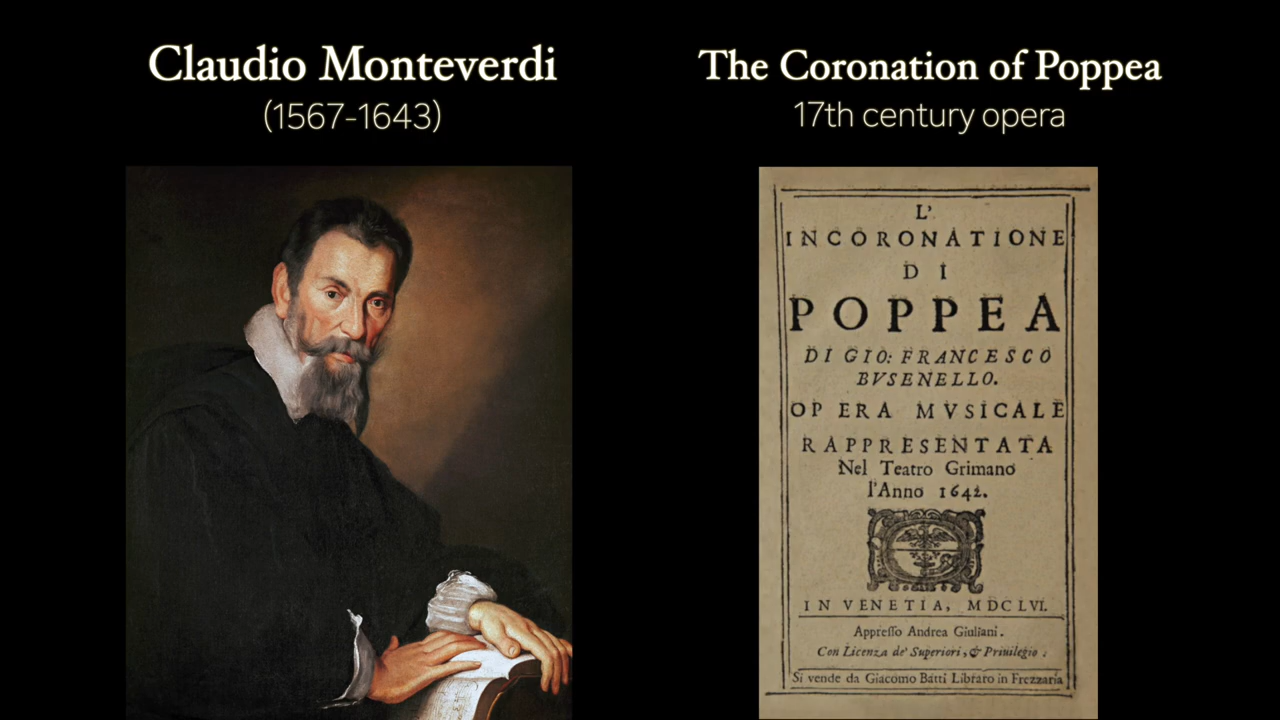 Claudio Monteverdi
(1567-1643)
The Coronation of Poppea
17th century opera
L'
INCORONATIONE
DI
POPPEA
DI GIO: FRANCESCO
BVSENELLO.
OPERA MVSICALE
RAPPRESENTATA
Nel Teatro Grimano
l'Anno 1642.
IN VENETIA, MDCLVI.
Appreſſo Andrea Giuliani.
Con Licenza de' Superiori, & Priuilegio.
Si vende da Giacomo Batti Libraro in Frezzaria